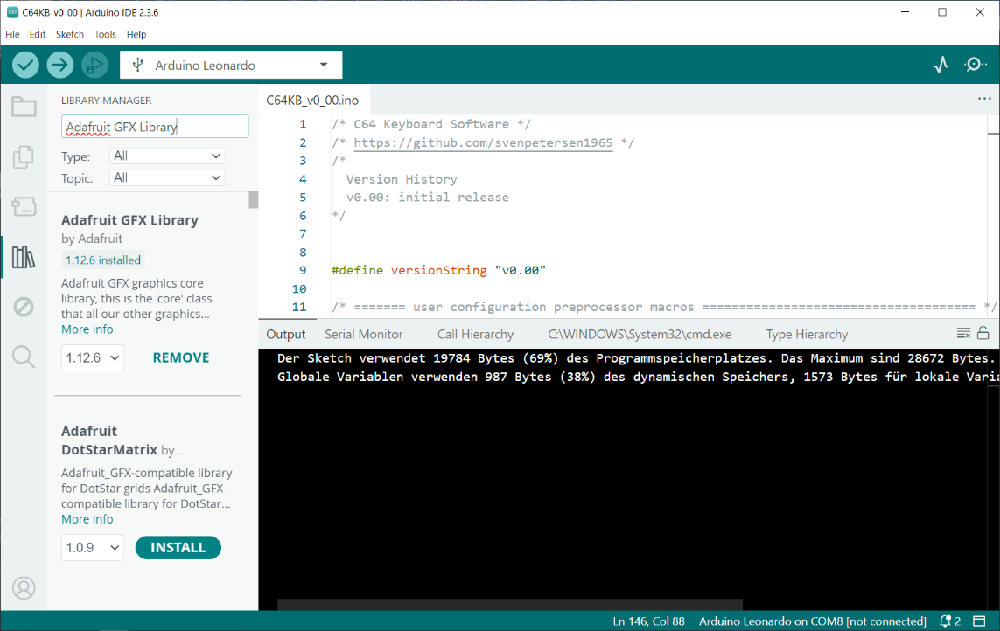 C64KB_v0_00 | Arduino IDE 2.3.6
File Edit Sketch Tools Help
Arduino Leonardo
LIBRARY MANAGER
Adafruit GFX Library
Type: All
Topic: All
Adafruit GFX Library
by Adafruit
1.12.6 installed
Adafruit GFX graphics core
library, this is the 'core' class
that all our other graphics...
More info
1.12.6 REMOVE
Adafruit
DotStarMatrix by...
Adafruit_GFX-compatible library
for DotStar grids Adafruit_GFX-
compatible library for DotStar...
More info
1.0.9 INSTALL
C64KB_v0_00.ino
1 /* C64 Keyboard Software */
2 /* https://github.com/svenpetersen1965 */
3 /*
4 Version History
5 v0.00: initial release
6 */
7
8
9 #define versionString "v0.00"
10
11 /* ======= user configuration preprocessor macros ===================================== */
Output Serial Monitor Call Hierarchy C:\WINDOWS\System32\cmd.exe Type Hierarchy
Der Sketch verwendet 19784 Bytes (69%) des Programmspeicherplatzes. Das Maximum sind 28672 Bytes.
Globale Variablen verwenden 987 Bytes (38%) des dynamischen Speichers, 1573 Bytes für lokale Varia
Ln 146, Col 88 Arduino Leonardo on COM8 [not connected] 2